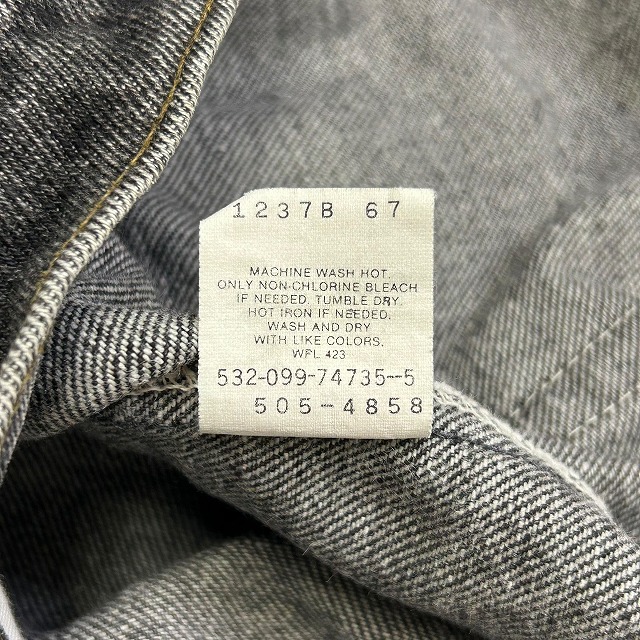 1237B 67
MACHINE WASH HOT.
ONLY NON-CHLORINE BLEACH
IF NEEDED. TUMBLE DRY.
HOT IRON IF NEEDED.
WASH AND DRY
WITH LIKE COLORS.
WPL 423
532-099-74735--5
505-4858